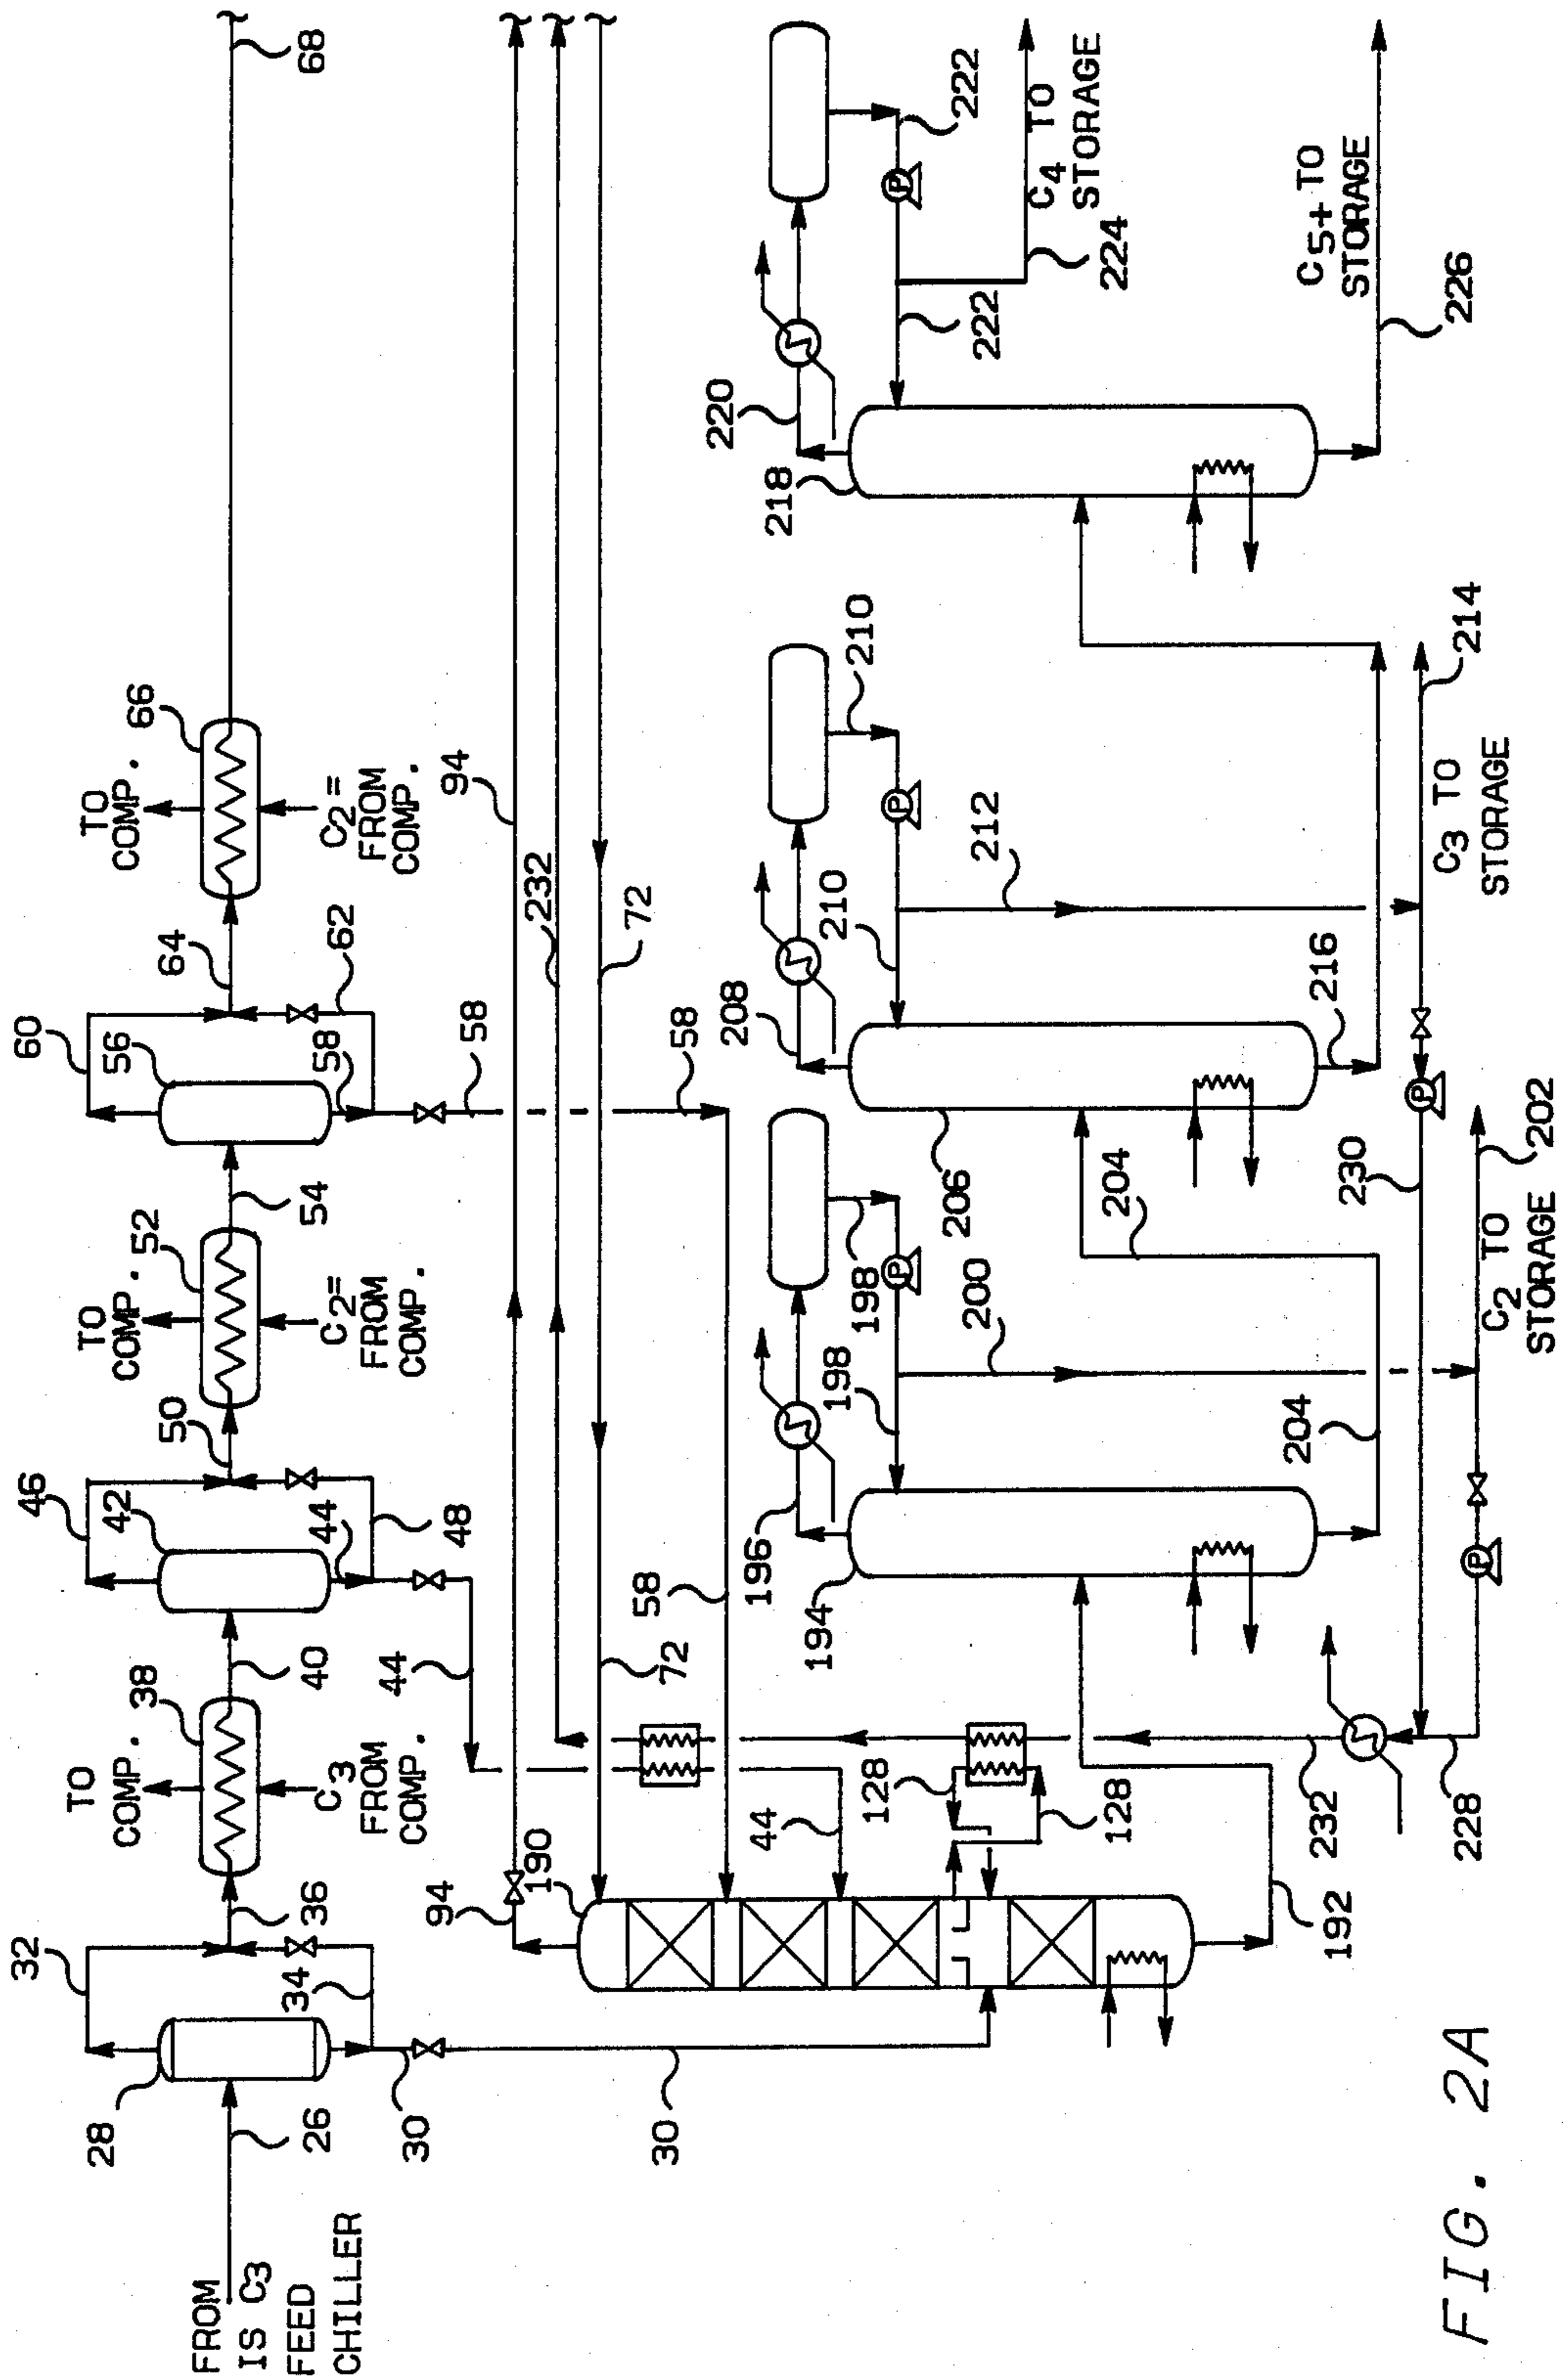 FROM
IS C3
FEED
CHILLER
26
28
30
30
32
34
36
TO
COMP.
38
C3
FROM
COMP.
40
42
44
44
44
46
48
50
TO
COMP.
52
C2=
FROM
COMP.
54
56
58
58
58
58
60
62
64
TO
COMP.
66
C2=
FROM
COMP.
68
94
94
232
72
72
190
128
128
192
232
228
194
196
198
198
200
204
204
230
C2 TO
STORAGE
202
206
208
210
210
212
216
C3 TO
STORAGE
214
218
220
222
222
224
C4 TO
STORAGE
C5+ TO
STORAGE
226
P
P
P
P
P
FIG. 2A